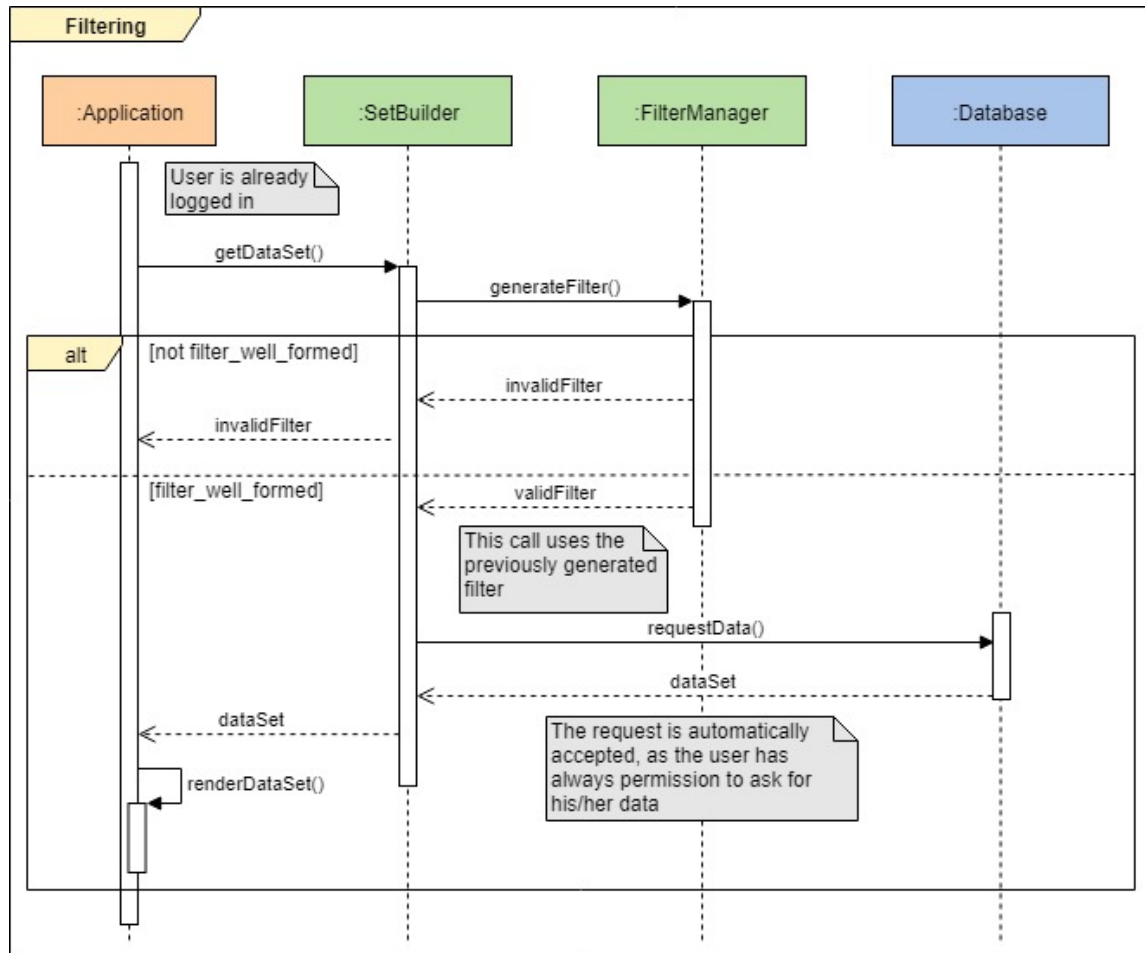 Filtering
:Application
:SetBuilder
:FilterManager
:Database
User is already
logged in
getDataSet()
generateFilter()
alt
[not filter_well_formed]
invalidFilter
invalidFilter
[filter_well_formed]
validFilter
This call uses the
previously generated
filter
requestData()
dataSet
dataSet
The request is automatically
accepted, as the user has
always permission to ask for
his/her data
renderDataSet()